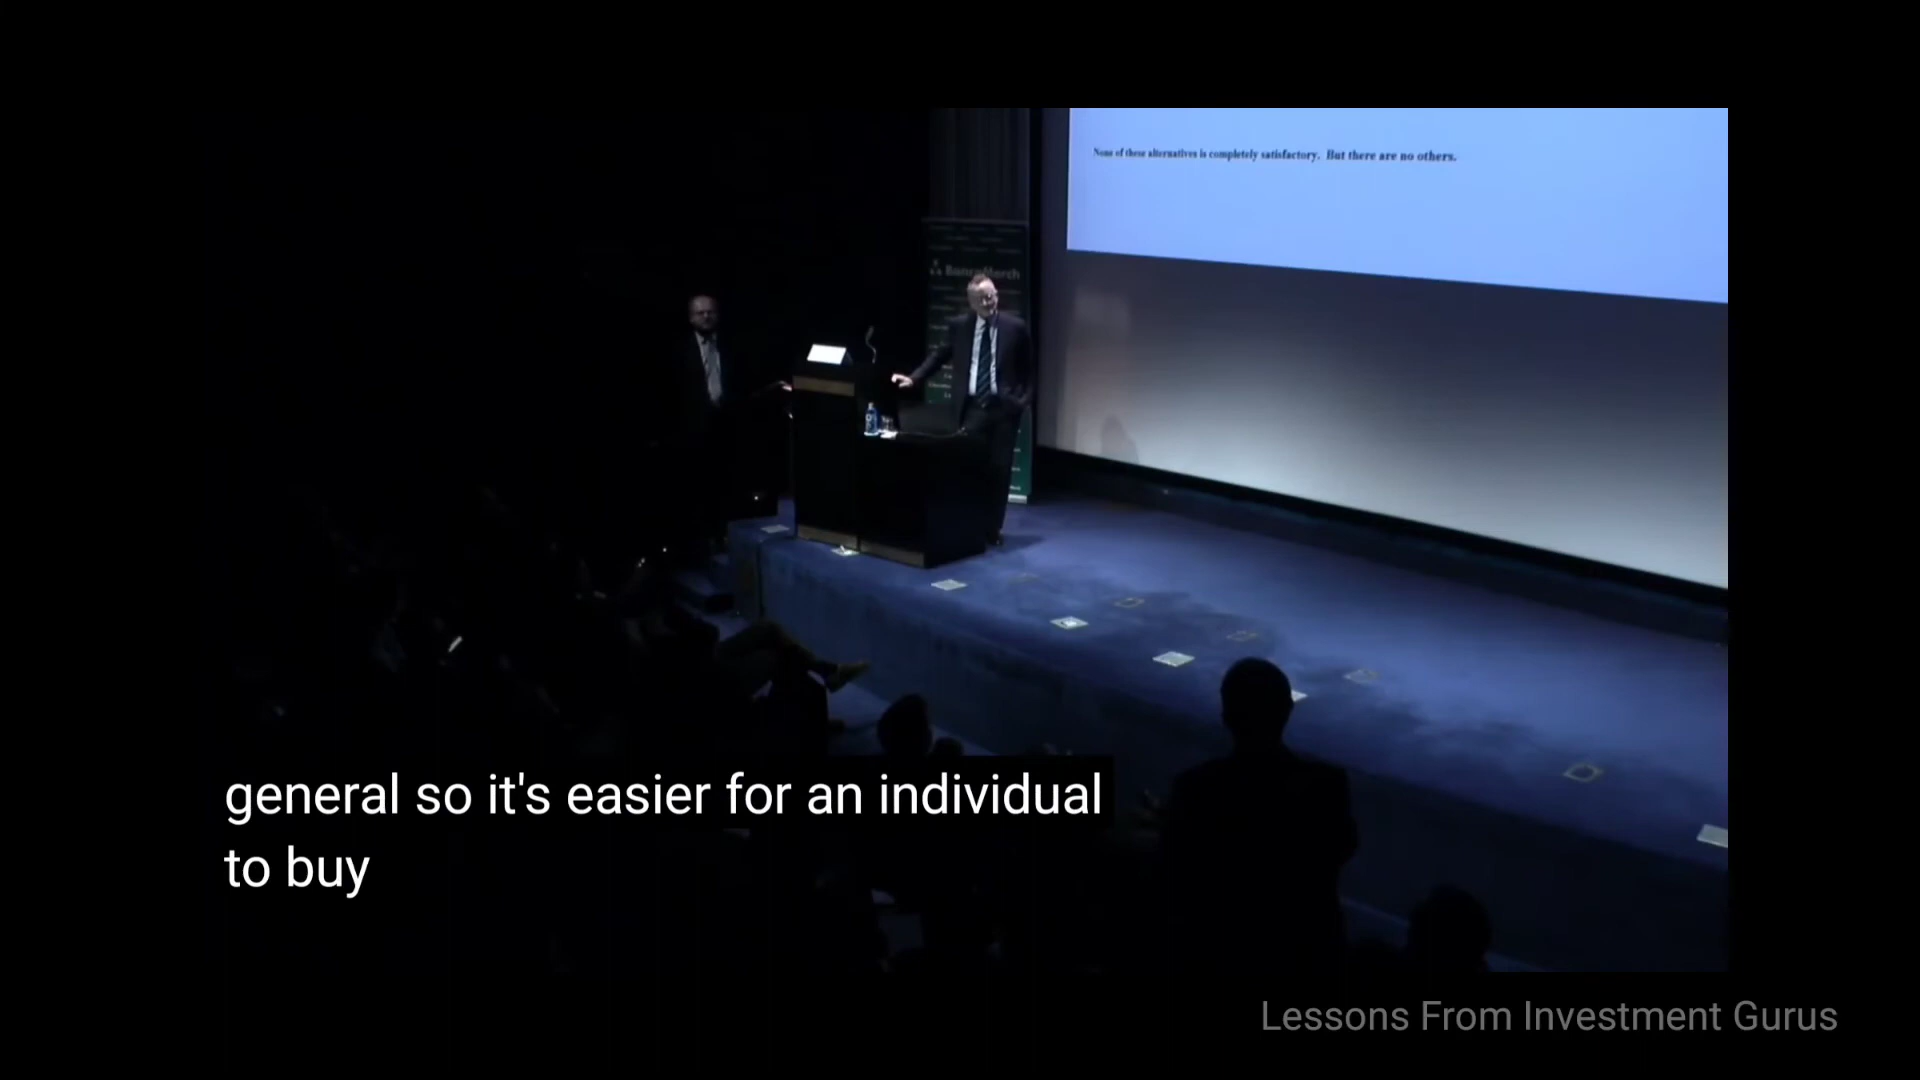 None of these alternatives is completely satisfactory. But there are no others.
general so it's easier for an individual
to buy
Lessons From Investment Gurus